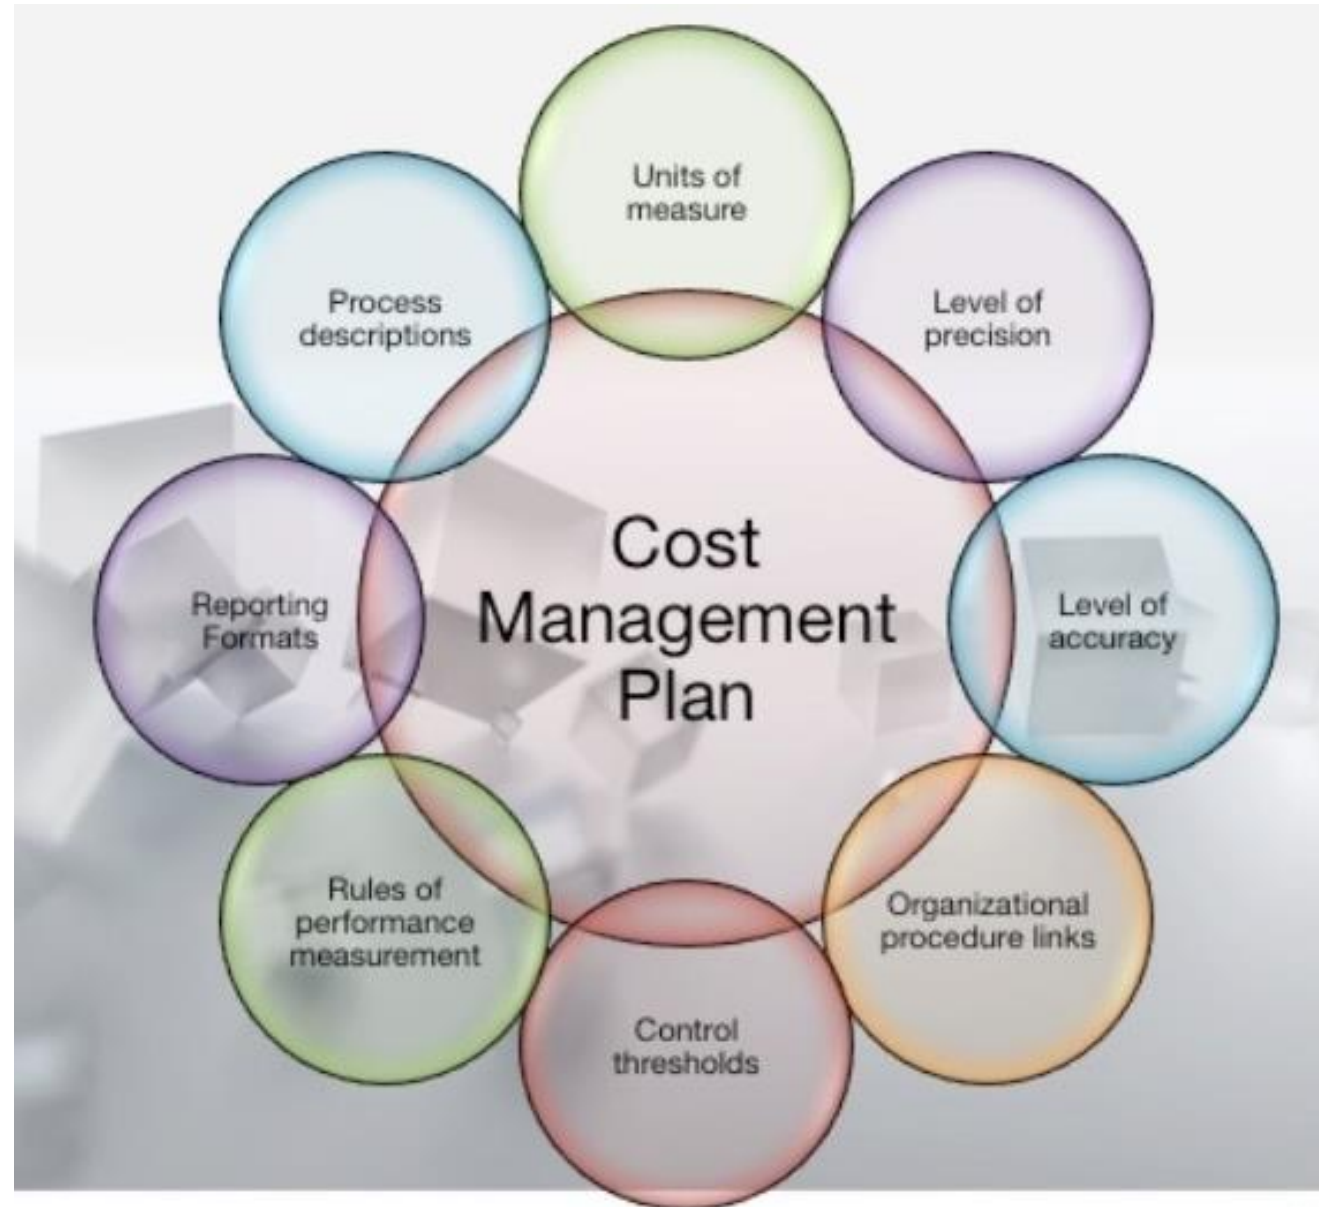 Units of
measure
Level of
precision
Level of
accuracy
Organizational
procedure links
Control
thresholds
Rules of
performance
measurement
Reporting
Formats
Process
descriptions
Cost
Management
Plan